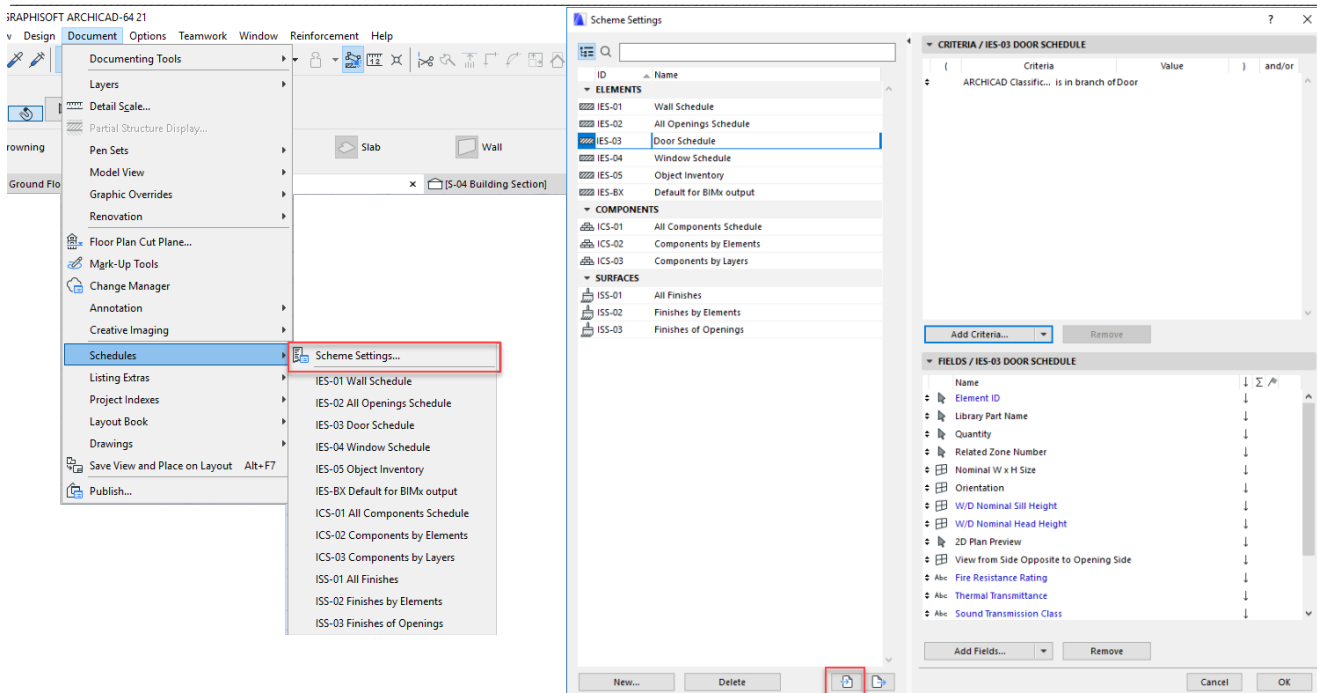 GRAPHISOFT ARCHICAD-64 21
Design Document Options Teamwork Window Reinforcement Help
Documenting Tools
Layers
Detail Scale...
Partial Structure Display...
Pen Sets
Model View
Graphic Overrides
Renovation
Floor Plan Cut Plane...
Mark-Up Tools
Change Manager
Annotation
Creative Imaging
Schedules
Listing Extras
Project Indexes
Layout Book
Drawings
Save View and Place on Layout Alt+F7
Publish...
rowning
Slab
Wall
Ground Flo
[S-04 Building Section]
Scheme Settings...
IES-01 Wall Schedule
IES-02 All Openings Schedule
IES-03 Door Schedule
IES-04 Window Schedule
IES-05 Object Inventory
IES-BX Default for BIMx output
ICS-01 All Components Schedule
ICS-02 Components by Elements
ICS-03 Components by Layers
ISS-01 All Finishes
ISS-02 Finishes by Elements
ISS-03 Finishes of Openings
Scheme Settings
ID Name
ELEMENTS
IES-01 Wall Schedule
IES-02 All Openings Schedule
IES-03 Door Schedule
IES-04 Window Schedule
IES-05 Object Inventory
IES-BX Default for BIMx output
COMPONENTS
ICS-01 All Components Schedule
ICS-02 Components by Elements
ICS-03 Components by Layers
SURFACES
ISS-01 All Finishes
ISS-02 Finishes by Elements
ISS-03 Finishes of Openings
New... Delete
CRITERIA / IES-03 DOOR SCHEDULE
( Criteria Value ) and/or
ARCHICAD Classific... is in branch of Door
Add Criteria... Remove
FIELDS / IES-03 DOOR SCHEDULE
Name
Element ID
Library Part Name
Quantity
Related Zone Number
Nominal W x H Size
Orientation
W/D Nominal Sill Height
W/D Nominal Head Height
2D Plan Preview
View from Side Opposite to Opening Side
Abc Fire Resistance Rating
Abc Thermal Transmittance
Abc Sound Transmission Class
Add Fields... Remove
Cancel OK